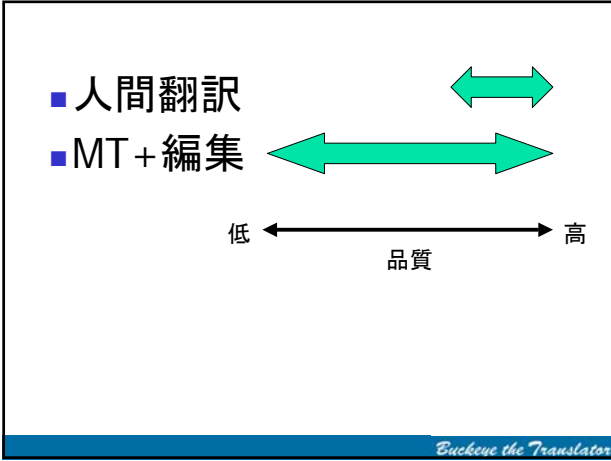 人間翻訳
MT+編集
低 高
品質
Buckeye the Translator